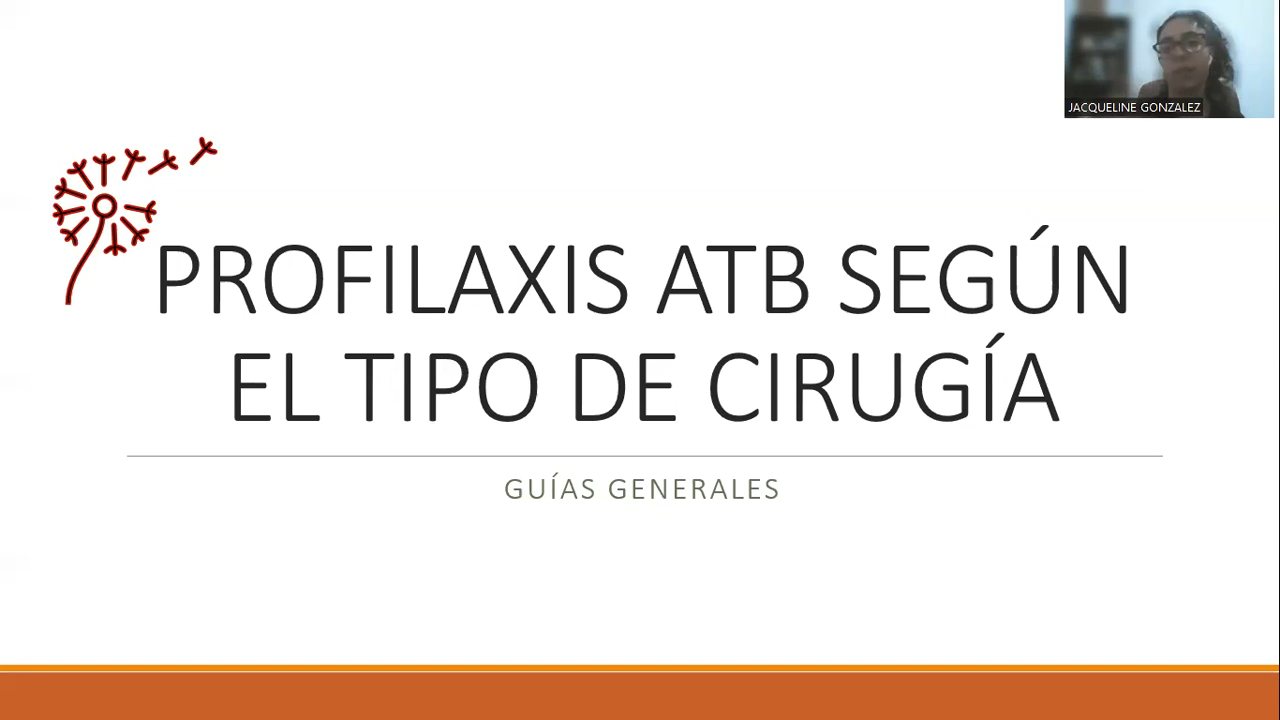 JACQUELINE GONZALEZ
PROFILAXIS ATB SEGÚN
EL TIPO DE CIRUGÍA
GUÍAS GENERALES